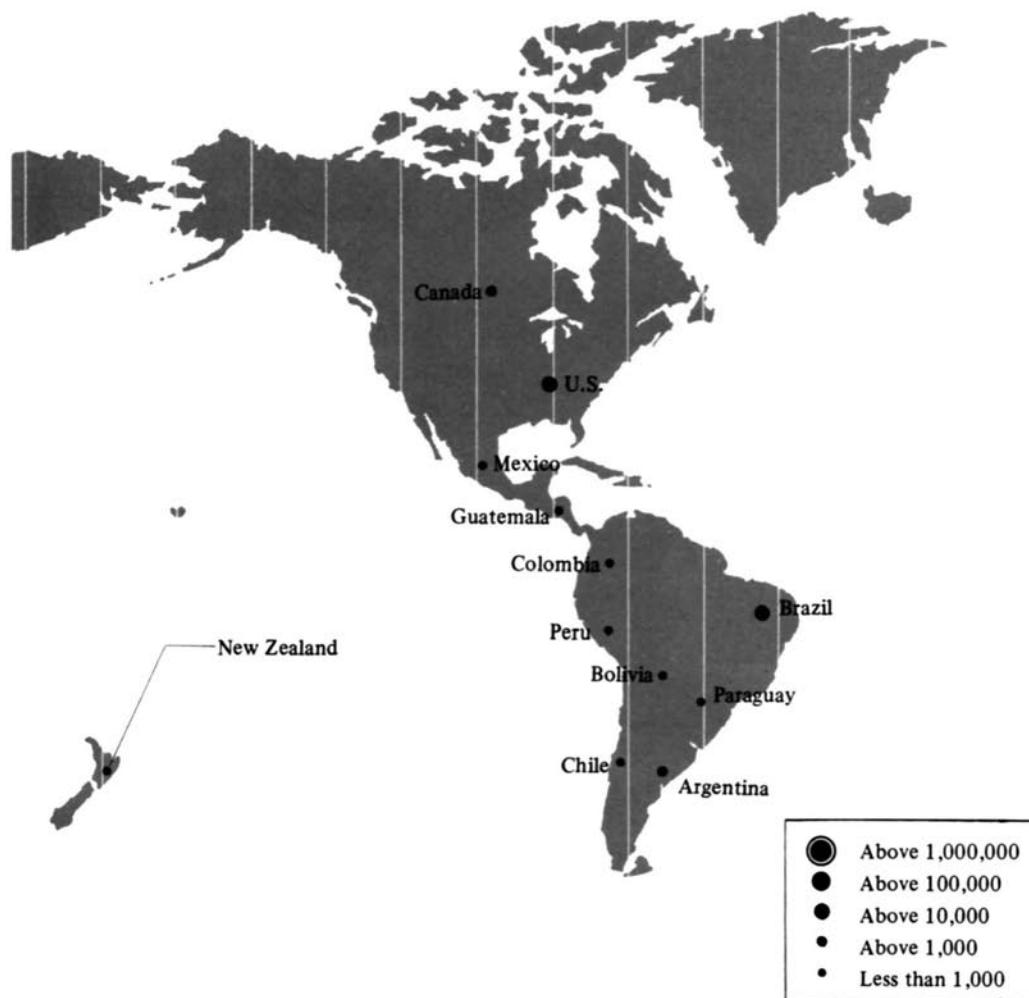 Canada
U.S.
Mexico
Guatemala
Colombia
Brazil
Peru
New Zealand
Bolivia
Paraguay
Chile
Argentina
Above 1,000,000
Above 100,000
Above 10,000
Above 1,000
Less than 1,000